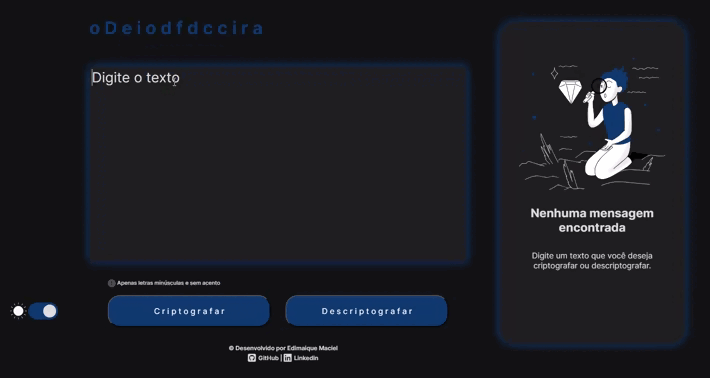 oDeiodfdccira
Digite o texto
Apenas letras minúsculas e sem acento
Criptografar
Descriptografar
© Desenvolvido por Edimaique Maciel
GitHub | Linkedin
Nenhuma mensagem
encontrada
Digite um texto que você deseja
criptografar ou descriptografar.